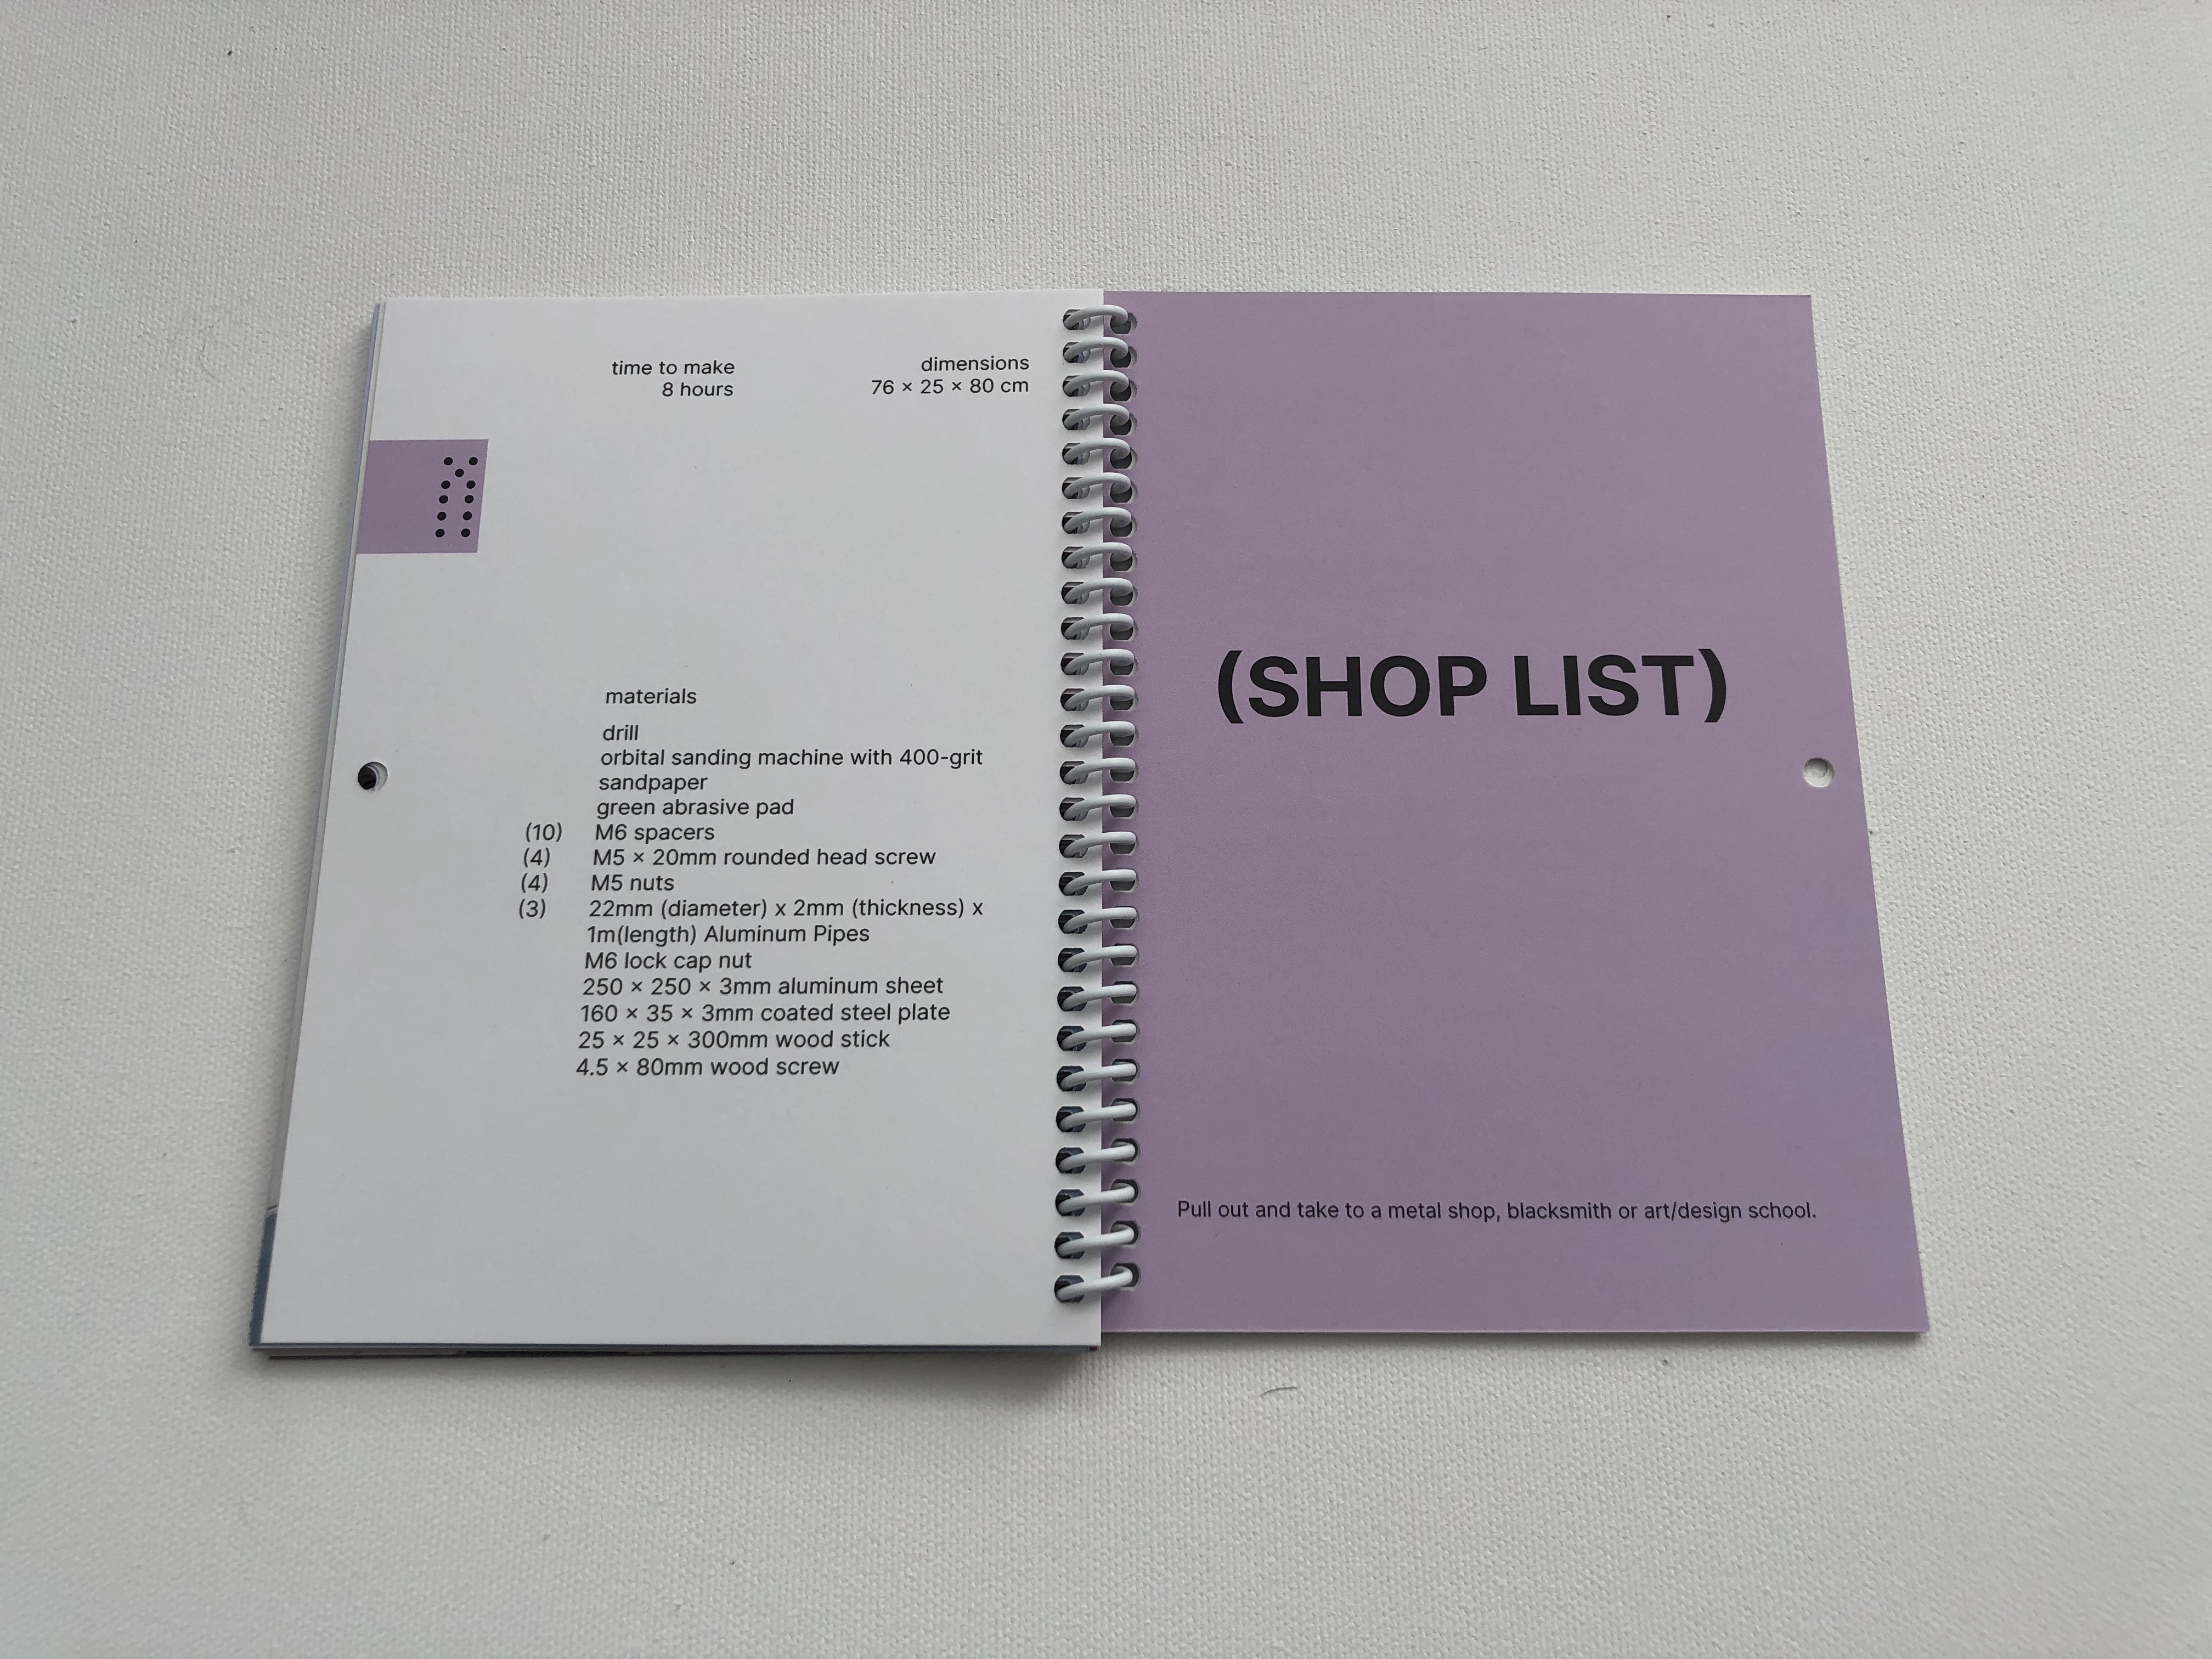 time to make
8 hours
dimensions
76 × 25 × 80 cm
materials
drill
orbital sanding machine with 400-grit
sandpaper
green abrasive pad
(10) M6 spacers
(4) M5 × 20mm rounded head screw
(4) M5 nuts
(3) 22mm (diameter) x 2mm (thickness) x
1m(length) Aluminum Pipes
M6 lock cap nut
250 × 250 × 3mm aluminum sheet
160 × 35 × 3mm coated steel plate
25 × 25 × 300mm wood stick
4.5 × 80mm wood screw
(SHOP LIST)
Pull out and take to a metal shop, blacksmith or art/design school.